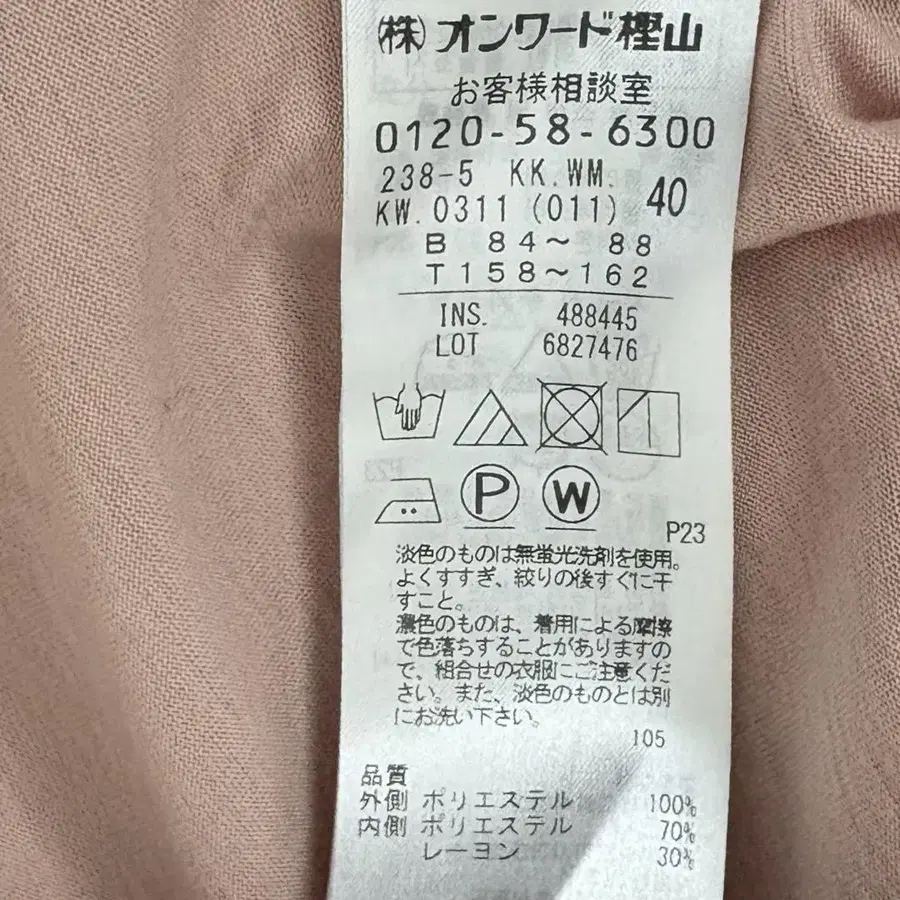 ㈱オンワード樫山
お客様相談室
0120-58-6300
238-5 KK.WM.
KW.0311 (011) 40
B 84～ 88
T158～162
INS. 488445
LOT 6827476
P W
P23
淡色のものは無蛍光洗剤を使用。
よくすすぎ、絞りの後すぐに干
すこと。
濃色のものは、着用による摩擦
で色落ちすることがありますの
で、組合せの衣服にご注意くだ
さい。また、淡色のものとは別
にお洗い下さい。
105
品質
外側 ポリエステル 100%
内側 ポリエステル 70%
レーヨン 30%